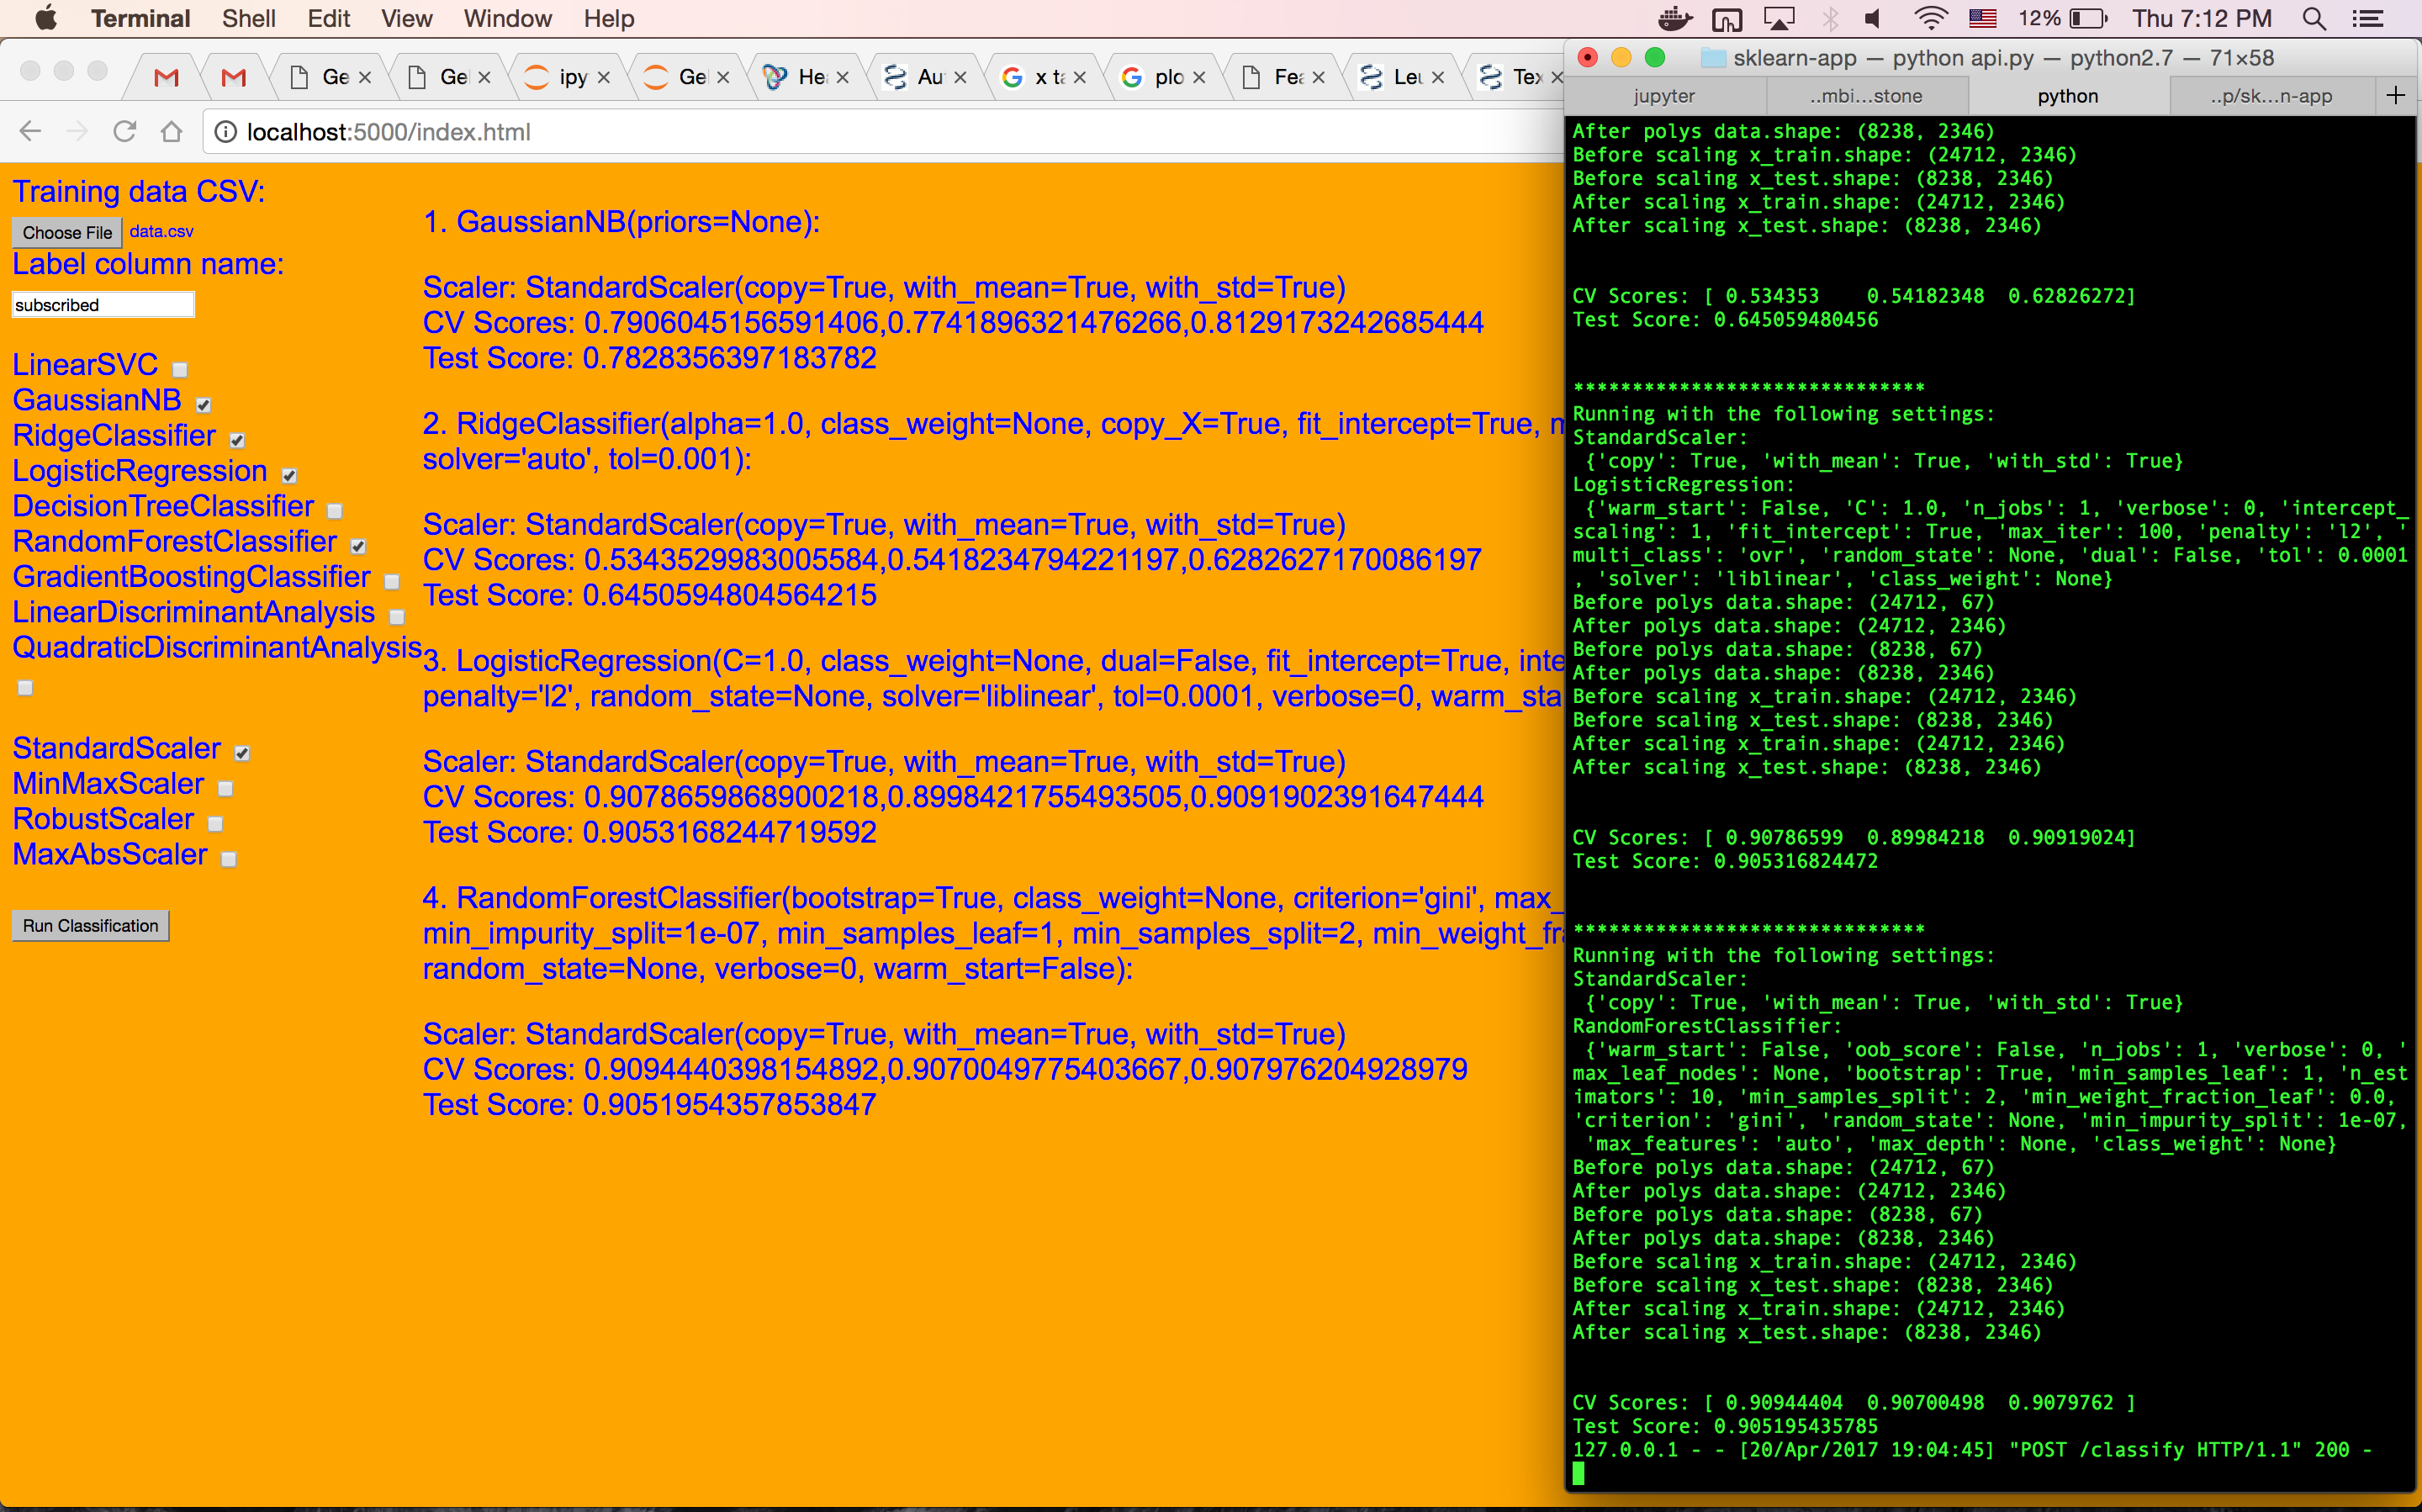 Terminal Shell Edit View Window Help 12% Thu 7:12 PM
Ge Gel ipy Gel Hea Au x ta plo Fea Leu Tex
localhost:5000/index.html
Training data CSV:
Choose File data.csv
Label column name:
subscribed
LinearSVC
GaussianNB
RidgeClassifier
LogisticRegression
DecisionTreeClassifier
RandomForestClassifier
GradientBoostingClassifier
LinearDiscriminantAnalysis
QuadraticDiscriminantAnalysis
StandardScaler
MinMaxScaler
RobustScaler
MaxAbsScaler
Run Classification
1. GaussianNB(priors=None):
Scaler: StandardScaler(copy=True, with_mean=True, with_std=True)
CV Scores: 0.7906045156591406,0.7741896321476266,0.8129173242685444
Test Score: 0.7828356397183782
2. RidgeClassifier(alpha=1.0, class_weight=None, copy_X=True, fit_intercept=True, m
solver='auto', tol=0.001):
Scaler: StandardScaler(copy=True, with_mean=True, with_std=True)
CV Scores: 0.5343529983005584,0.5418234794221197,0.6282627170086197
Test Score: 0.6450594804564215
3. LogisticRegression(C=1.0, class_weight=None, dual=False, fit_intercept=True, inte
penalty='l2', random_state=None, solver='liblinear', tol=0.0001, verbose=0, warm_sta
Scaler: StandardScaler(copy=True, with_mean=True, with_std=True)
CV Scores: 0.9078659868900218,0.8998421755493505,0.9091902391647444
Test Score: 0.9053168244719592
4. RandomForestClassifier(bootstrap=True, class_weight=None, criterion='gini', max_
min_impurity_split=1e-07, min_samples_leaf=1, min_samples_split=2, min_weight_fra
random_state=None, verbose=0, warm_start=False):
Scaler: StandardScaler(copy=True, with_mean=True, with_std=True)
CV Scores: 0.9094440398154892,0.9070049775403667,0.907976204928979
Test Score: 0.9051954357853847
sklearn-app — python api.py — python2.7 — 71×58
jupyter ..mbi...stone python ..p/sk...n-app
After polys data.shape: (8238, 2346)
Before scaling x_train.shape: (24712, 2346)
Before scaling x_test.shape: (8238, 2346)
After scaling x_train.shape: (24712, 2346)
After scaling x_test.shape: (8238, 2346)
CV Scores: [ 0.534353    0.54182348  0.62826272]
Test Score: 0.645059480456
******************************
Running with the following settings:
StandardScaler:
{'copy': True, 'with_mean': True, 'with_std': True}
LogisticRegression:
{'warm_start': False, 'C': 1.0, 'n_jobs': 1, 'verbose': 0, 'intercept_
scaling': 1, 'fit_intercept': True, 'max_iter': 100, 'penalty': 'l2', '
multi_class': 'ovr', 'random_state': None, 'dual': False, 'tol': 0.0001
, 'solver': 'liblinear', 'class_weight': None}
Before polys data.shape: (24712, 67)
After polys data.shape: (24712, 2346)
Before polys data.shape: (8238, 67)
After polys data.shape: (8238, 2346)
Before scaling x_train.shape: (24712, 2346)
Before scaling x_test.shape: (8238, 2346)
After scaling x_train.shape: (24712, 2346)
After scaling x_test.shape: (8238, 2346)
CV Scores: [ 0.90786599  0.89984218  0.90919024]
Test Score: 0.905316824472
******************************
Running with the following settings:
StandardScaler:
{'copy': True, 'with_mean': True, 'with_std': True}
RandomForestClassifier:
{'warm_start': False, 'oob_score': False, 'n_jobs': 1, 'verbose': 0, '
max_leaf_nodes': None, 'bootstrap': True, 'min_samples_leaf': 1, 'n_est
imators': 10, 'min_samples_split': 2, 'min_weight_fraction_leaf': 0.0,
'criterion': 'gini', 'random_state': None, 'min_impurity_split': 1e-07,
'max_features': 'auto', 'max_depth': None, 'class_weight': None}
Before polys data.shape: (24712, 67)
After polys data.shape: (24712, 2346)
Before polys data.shape: (8238, 67)
After polys data.shape: (8238, 2346)
Before scaling x_train.shape: (24712, 2346)
Before scaling x_test.shape: (8238, 2346)
After scaling x_train.shape: (24712, 2346)
After scaling x_test.shape: (8238, 2346)
CV Scores: [ 0.90944404  0.90700498  0.9079762 ]
Test Score: 0.905195435785
127.0.0.1 - - [20/Apr/2017 19:04:45] "POST /classify HTTP/1.1" 200 -